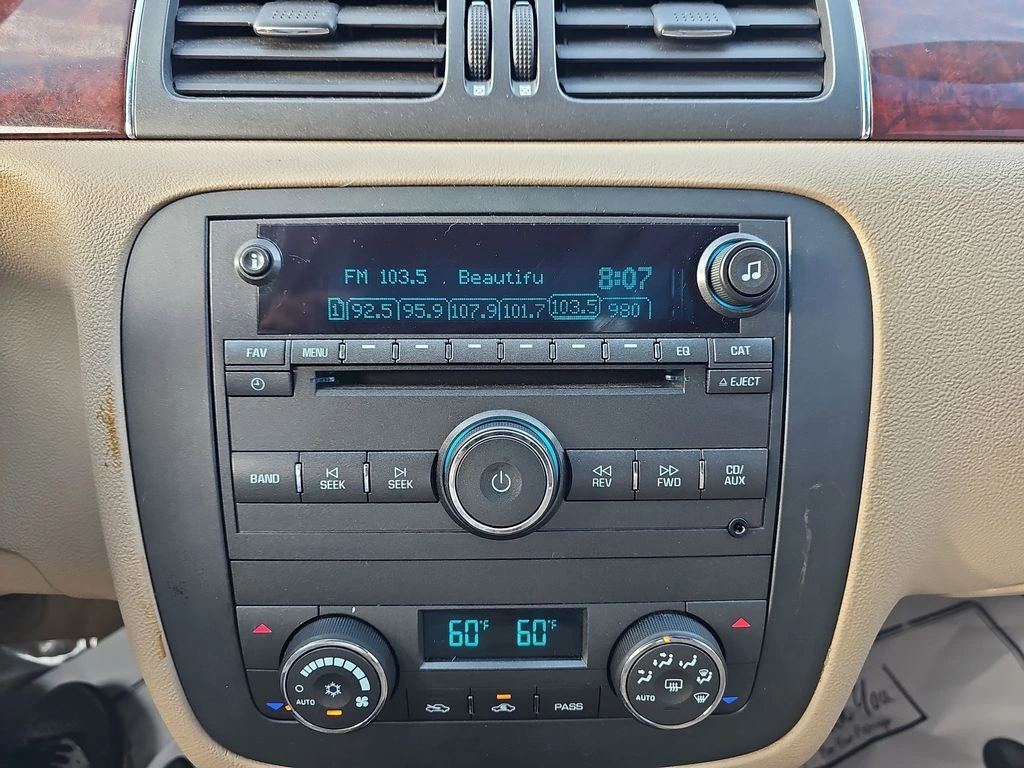 FM 103.5 Beautifu 8:07
1 92.5 95.9 107.9 101.7 103.5 980
FAV MENU EQ CAT
EJECT
BAND SEEK SEEK REV FWD CD/
AUX
60°F 60°F
AUTO AUTO
PASS
You